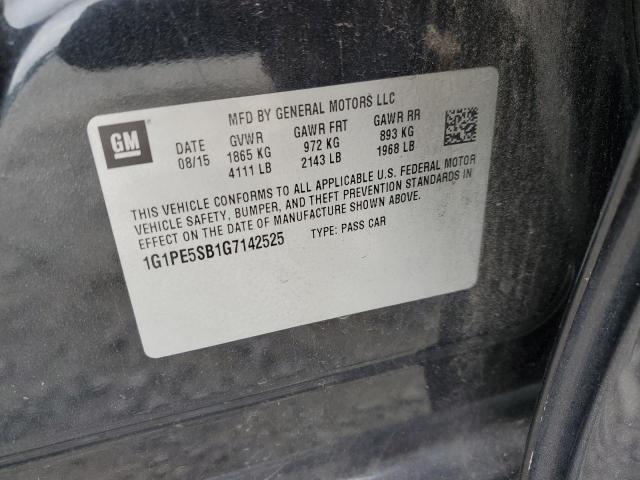 MFD BY GENERAL MOTORS LLC
GM
DATE GVWR GAWR FRT GAWR RR
08/15 1865 KG 972 KG 893 KG
4111 LB 2143 LB 1968 LB
THIS VEHICLE CONFORMS TO ALL APPLICABLE U.S. FEDERAL MOTOR
VEHICLE SAFETY, BUMPER, AND THEFT PREVENTION STANDARDS IN
EFFECT ON THE DATE OF MANUFACTURE SHOWN ABOVE.
1G1PE5SB1G7142525 TYPE: PASS CAR